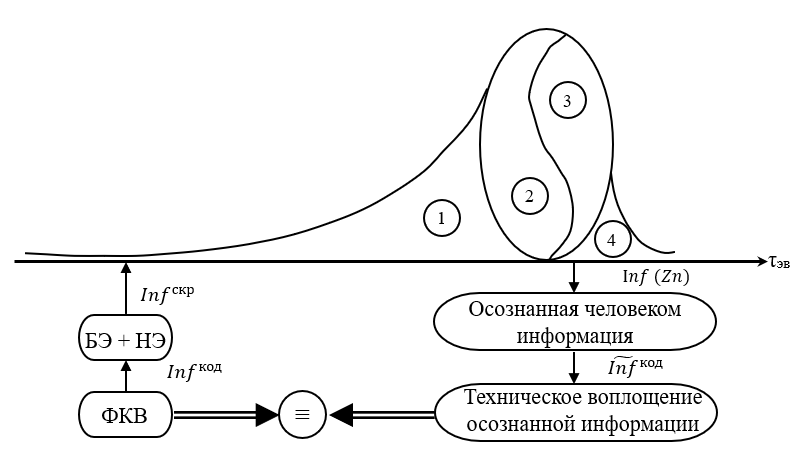 3
2
1
4
τэв
Inf (Zn)
Inf скр
Осознанная человеком
информация
БЭ + НЭ
Inf код
I͠nf код
ФКВ
≡
Техническое воплощение
осознанной информации